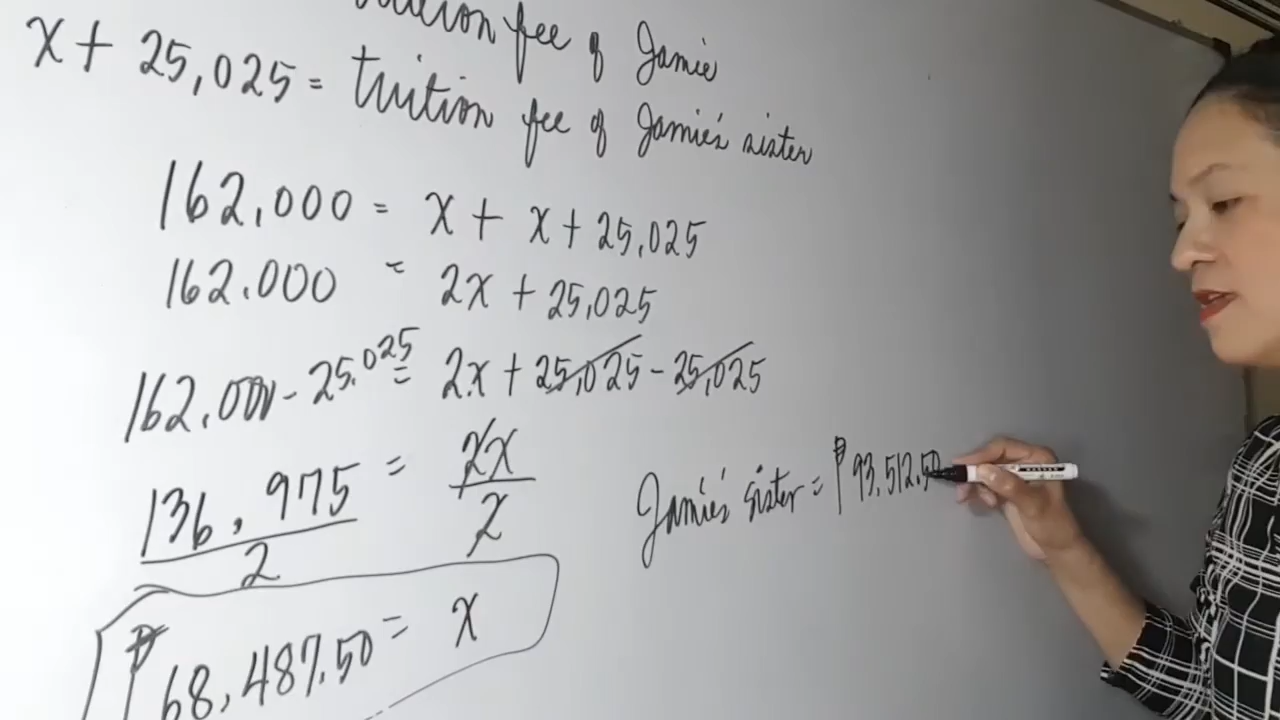 tuition fee of Jamie
x + 25,025 = tuition fee of Jamie's sister
162,000 = x + x + 25,025
162.000 = 2x + 25,025
162,000 - 25,025 = 2x + 25,025 - 25,025
136,975 = 2x
2 2
₱68,487.50 = x
Jamie's sister = ₱93,512.50